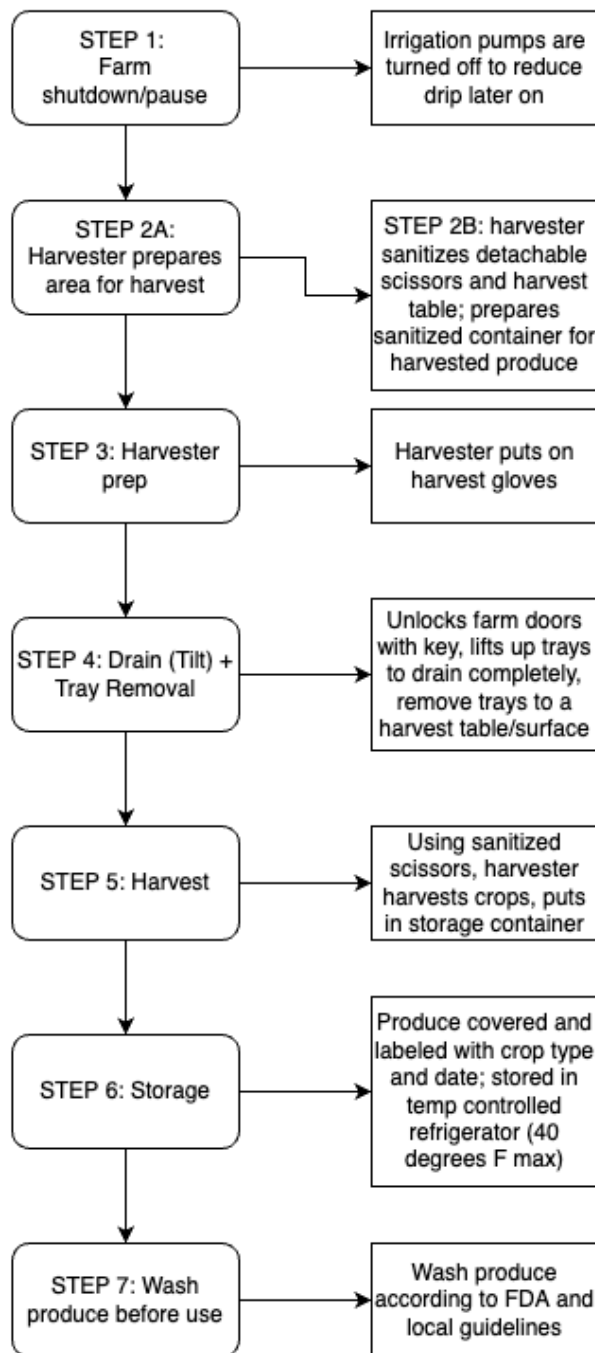 STEP 1:
Farm
shutdown/pause
Irrigation pumps are
turned off to reduce
drip later on
STEP 2A:
Harvester prepares
area for harvest
STEP 2B: harvester
sanitizes detachable
scissors and harvest
table; prepares
sanitized container for
harvested produce
STEP 3: Harvester
prep
Harvester puts on
harvest gloves
STEP 4: Drain (Tilt) +
Tray Removal
Unlocks farm doors
with key, lifts up trays
to drain completely,
remove trays to a
harvest table/surface
STEP 5: Harvest
Using sanitized
scissors, harvester
harvests crops, puts
in storage container
STEP 6: Storage
Produce covered and
labeled with crop type
and date; stored in
temp controlled
refrigerator (40
degrees F max)
STEP 7: Wash
produce before use
Wash produce
according to FDA and
local guidelines